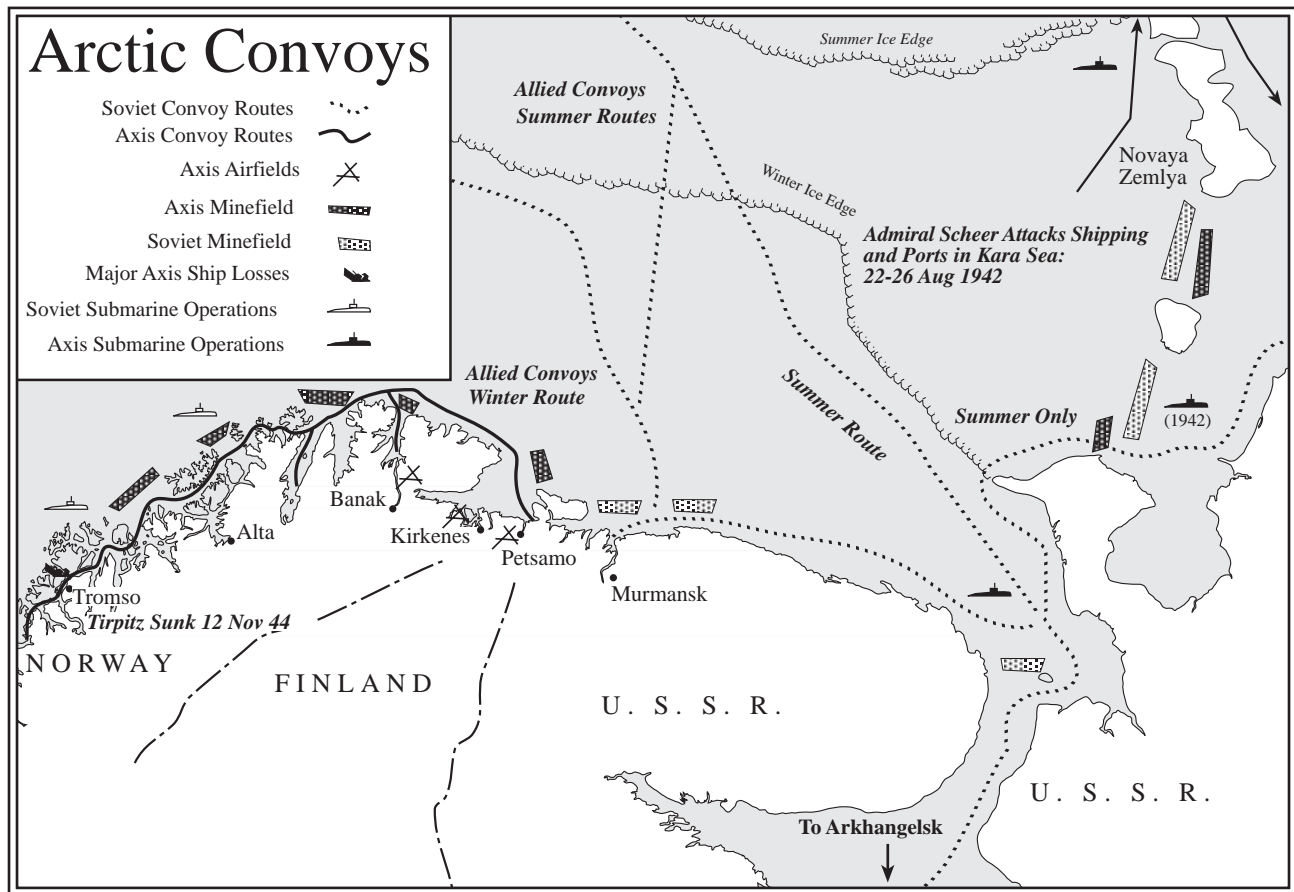 Arctic Convoys
Soviet Convoy Routes
Axis Convoy Routes
Axis Airfields
Axis Minefield
Soviet Minefield
Major Axis Ship Losses
Soviet Submarine Operations
Axis Submarine Operations
Summer Ice Edge
Allied Convoys
Summer Routes
Novaya
Zemlya
Winter Ice Edge
Admiral Scheer Attacks Shipping
and Ports in Kara Sea:
22-26 Aug 1942
Allied Convoys
Winter Route
Summer Route
Summer Only
(1942)
Banak
Alta
Kirkenes
Petsamo
Murmansk
Tromso
Tirpitz Sunk 12 Nov 44
NORWAY
FINLAND
U. S. S. R.
U. S. S. R.
To Arkhangelsk